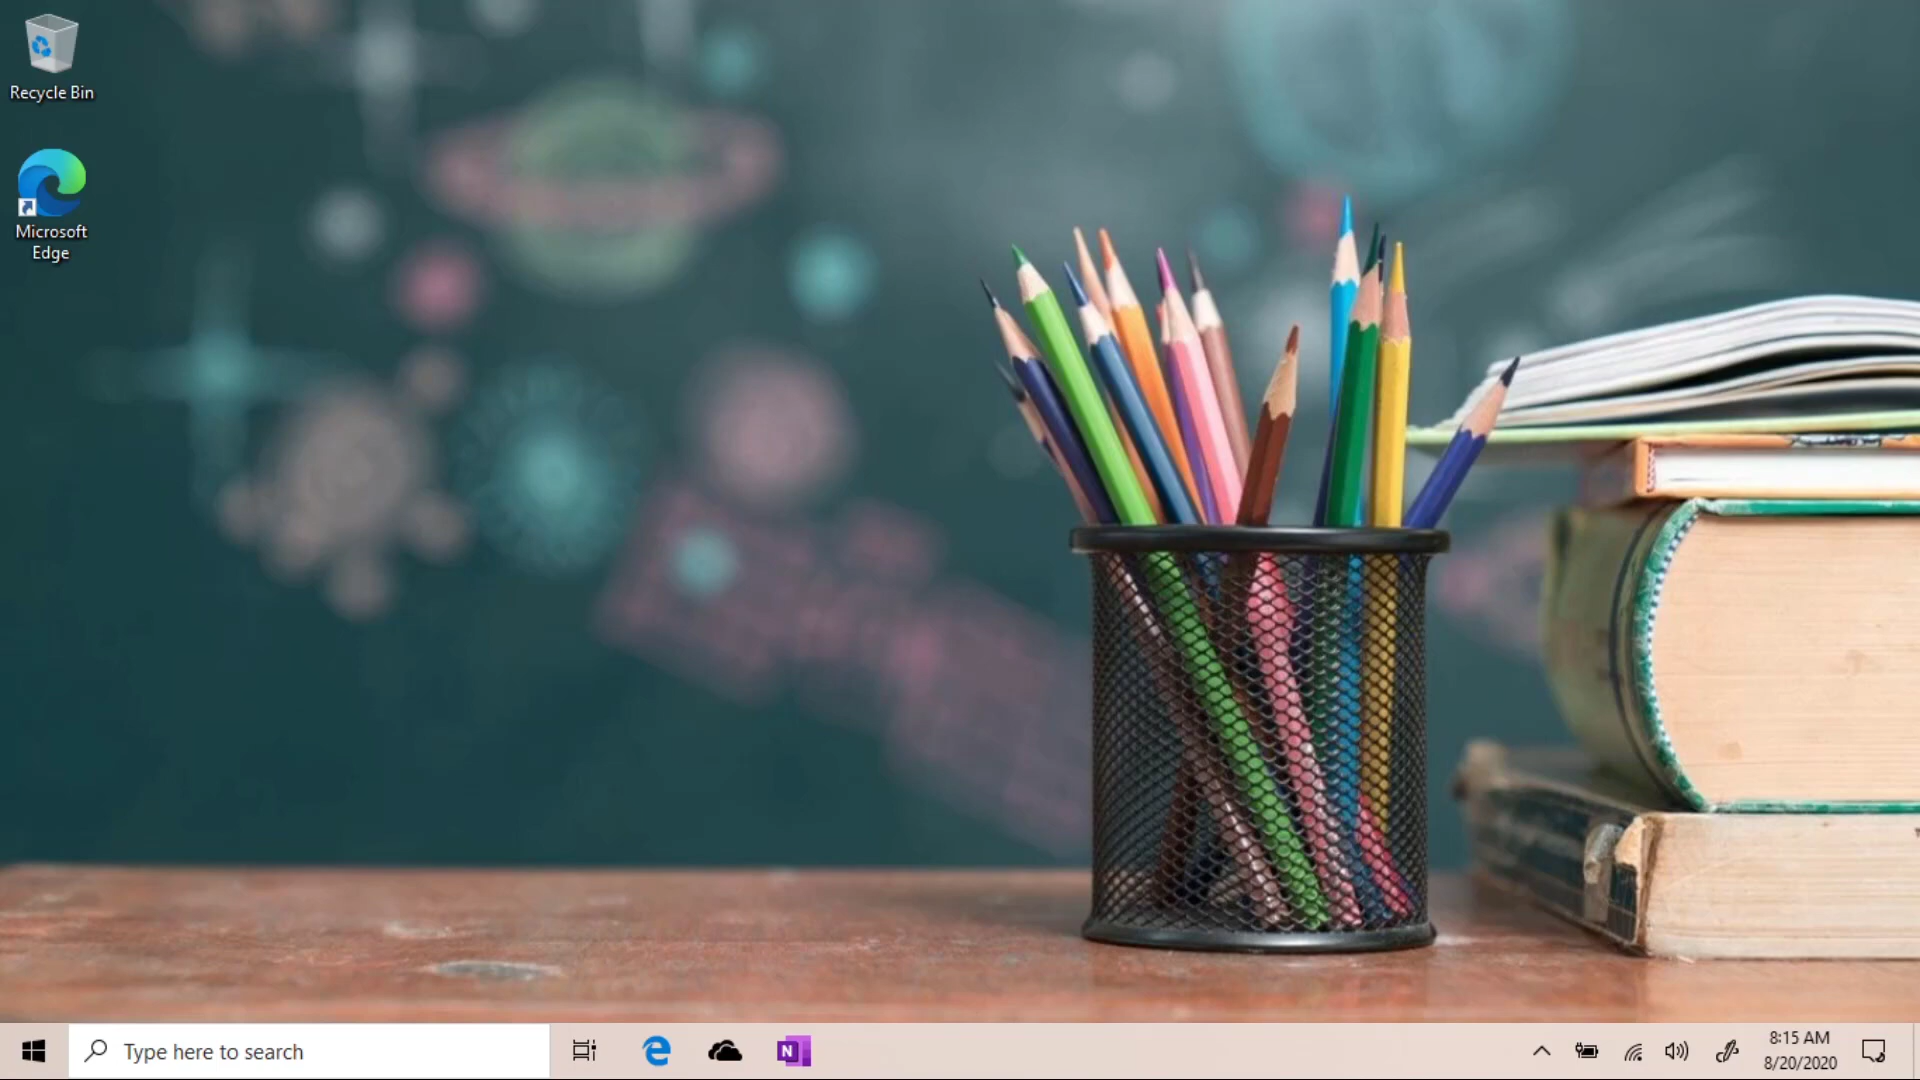 Recycle Bin
Microsoft
Edge
Type here to search
N
8:15 AM
8/20/2020